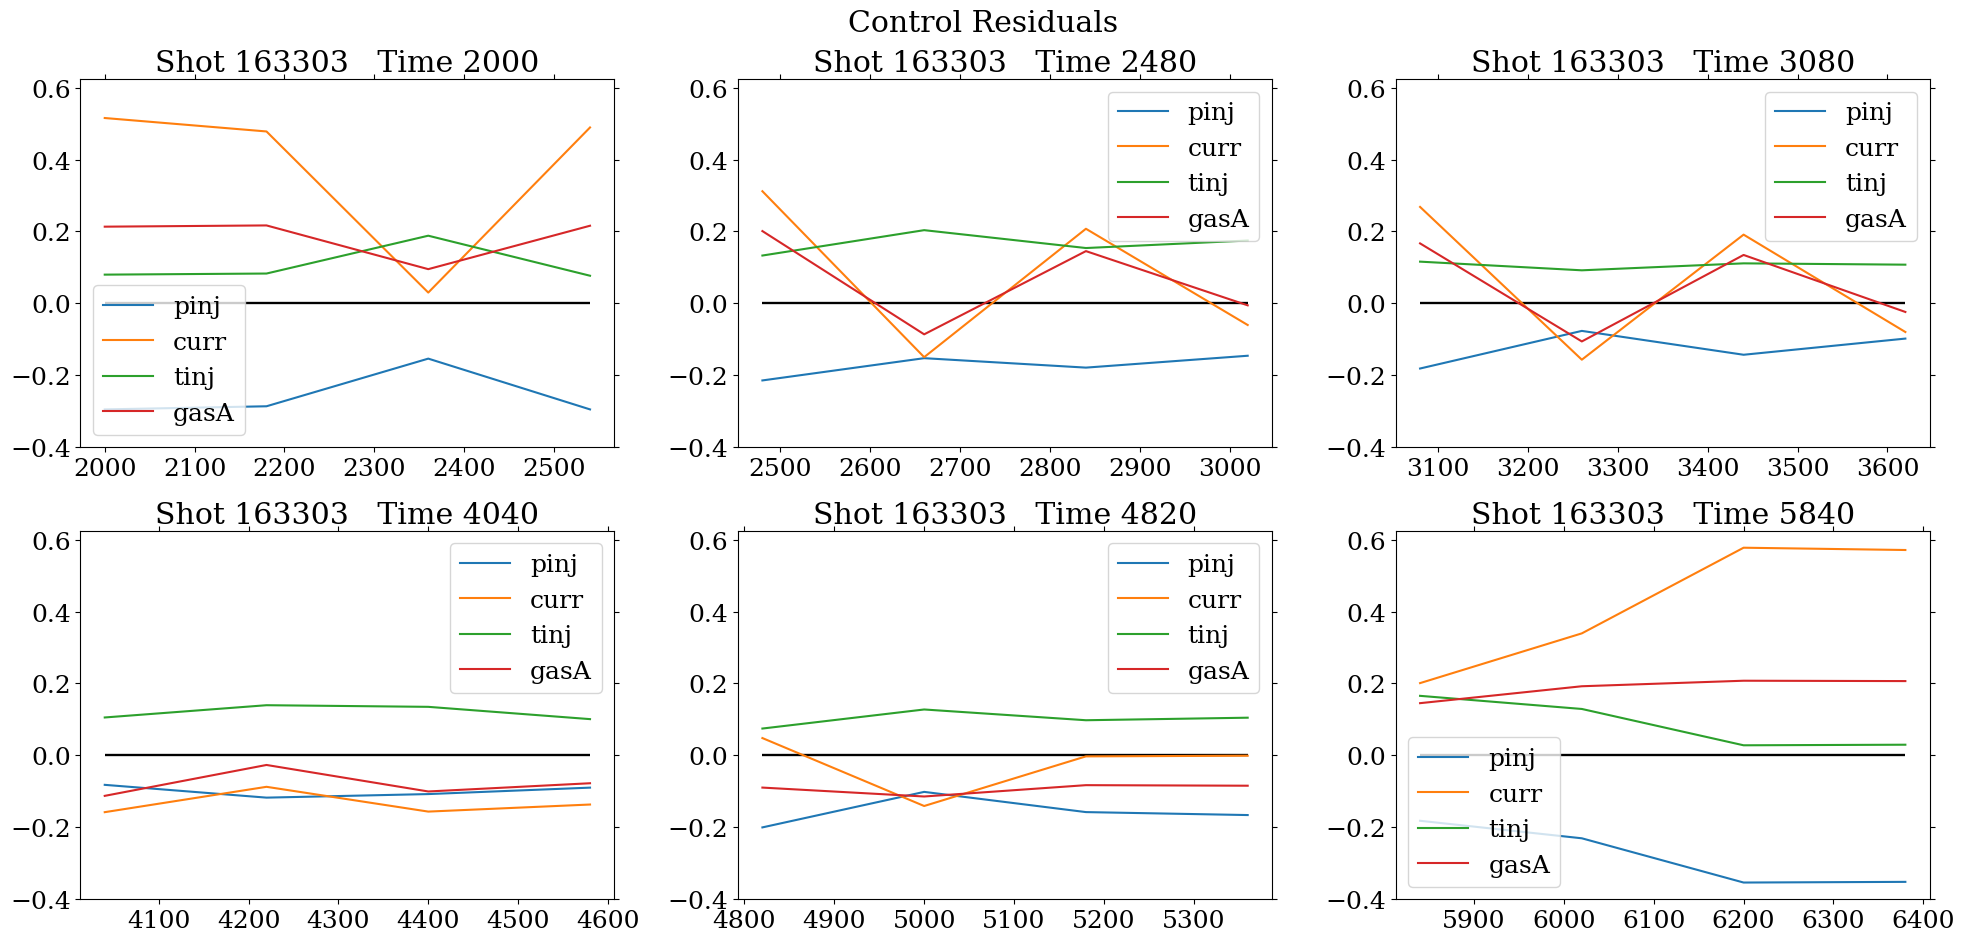 Control Residuals
Shot 163303   Time 2000
0.6
0.4
0.2
0.0
−0.2
−0.4
pinj
curr
tinj
gasA
2000 2100 2200 2300 2400 2500
Shot 163303   Time 2480
0.6
0.4
0.2
0.0
−0.2
−0.4
pinj
curr
tinj
gasA
2500 2600 2700 2800 2900 3000
Shot 163303   Time 3080
0.6
0.4
0.2
0.0
−0.2
−0.4
pinj
curr
tinj
gasA
3100 3200 3300 3400 3500 3600
Shot 163303   Time 4040
0.6
0.4
0.2
0.0
−0.2
−0.4
pinj
curr
tinj
gasA
4100 4200 4300 4400 4500 4600
Shot 163303   Time 4820
0.6
0.4
0.2
0.0
−0.2
−0.4
pinj
curr
tinj
gasA
4800 4900 5000 5100 5200 5300
Shot 163303   Time 5840
0.6
0.4
0.2
0.0
−0.2
−0.4
pinj
curr
tinj
gasA
5900 6000 6100 6200 6300 6400